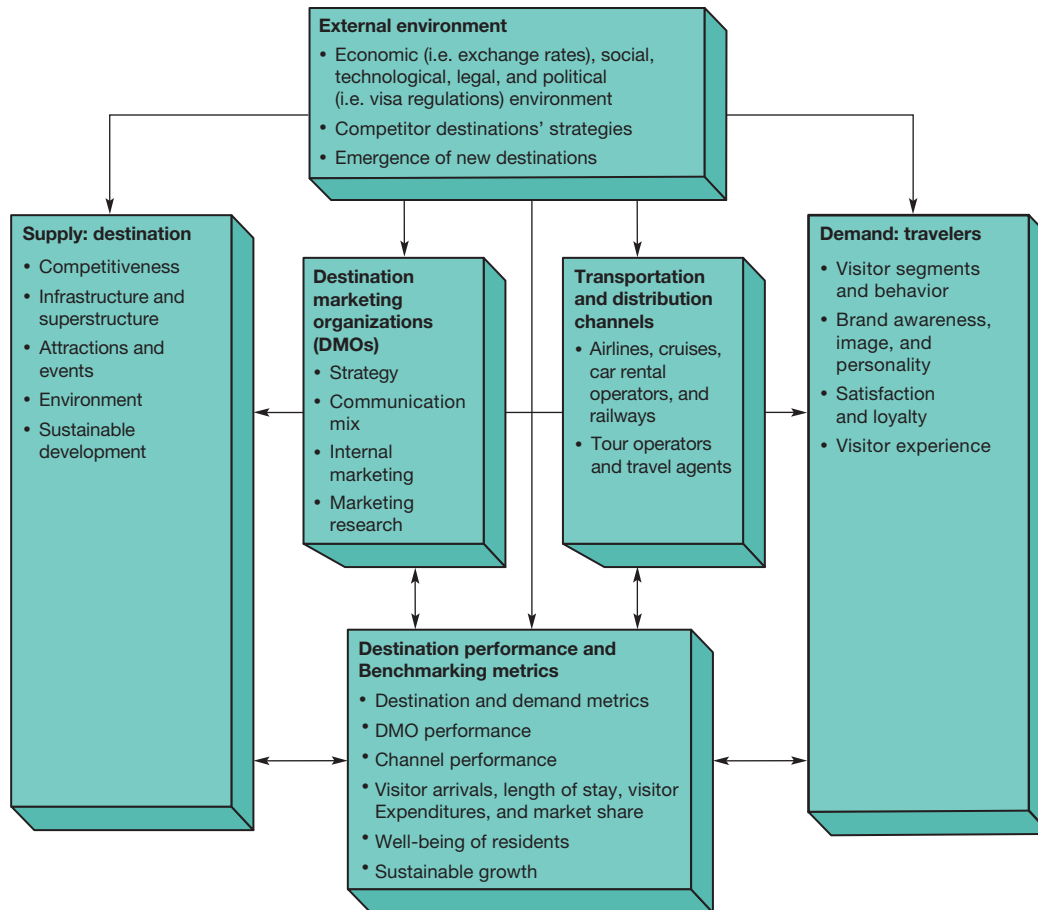 External environment
• Economic (i.e. exchange rates), social,
technological, legal, and political
(i.e. visa regulations) environment
• Competitor destinations’ strategies
• Emergence of new destinations
Supply: destination
• Competitiveness
• Infrastructure and
superstructure
• Attractions and
events
• Environment
• Sustainable
development
Destination
marketing
organizations
(DMOs)
• Strategy
• Communication
mix
• Internal
marketing
• Marketing
research
Transportation
and distribution
channels
• Airlines, cruises,
car rental
operators, and
railways
• Tour operators
and travel agents
Demand: travelers
• Visitor segments
and behavior
• Brand awareness,
image, and
personality
• Satisfaction
and loyalty
• Visitor experience
Destination performance and
Benchmarking metrics
• Destination and demand metrics
• DMO performance
• Channel performance
• Visitor arrivals, length of stay, visitor
Expenditures, and market share
• Well-being of residents
• Sustainable growth